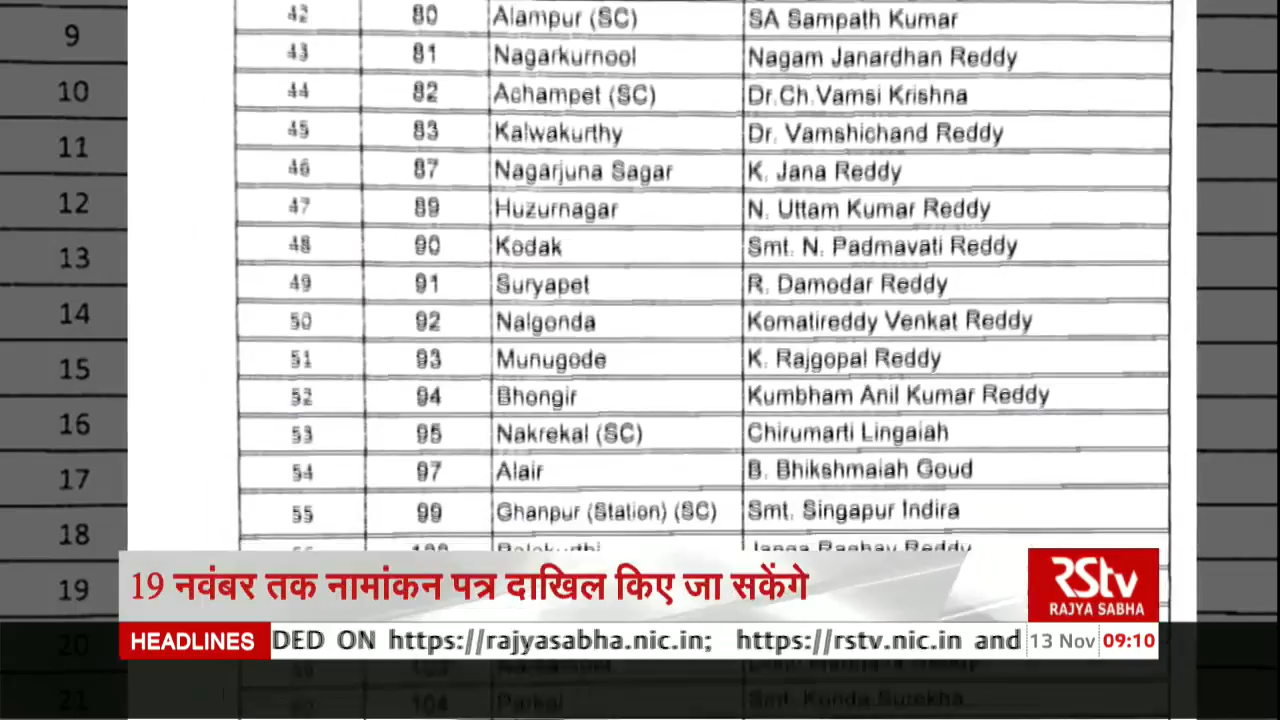 9
10
11
12
13
14
15
16
17
18
19
20
21
42 80 Alampur (SC) SA Sampath Kumar
43 81 Nagarkurnool Nagam Janardhan Reddy
44 82 Achampet (SC) Dr.Ch.Vamsi Krishna
45 83 Kalwakurthy Dr. Vamshichand Reddy
46 87 Nagarjuna Sagar K. Jana Reddy
47 89 Huzurnagar N. Uttam Kumar Reddy
48 90 Kodak Smt. N. Padmavati Reddy
49 91 Suryapet R. Damodar Reddy
50 92 Nalgonda Komatireddy Venkat Reddy
51 93 Munugode K. Rajgopal Reddy
52 94 Bhongir Kumbham Anil Kumar Reddy
53 95 Nakrekal (SC) Chirumarti Lingaiah
54 97 Alair B. Bhikshmaiah Goud
55 99 Ghanpur (Station) (SC) Smt. Singapur Indira
Janga Raghav Reddy
19 नवंबर तक नामांकन पत्र दाखिल किए जा सकेंगे
RStv
RAJYA SABHA
HEADLINES DED ON https://rajyasabha.nic.in; https://rstv.nic.in and 13 Nov 09:10
104 Parkal Smt. Konda Surekha